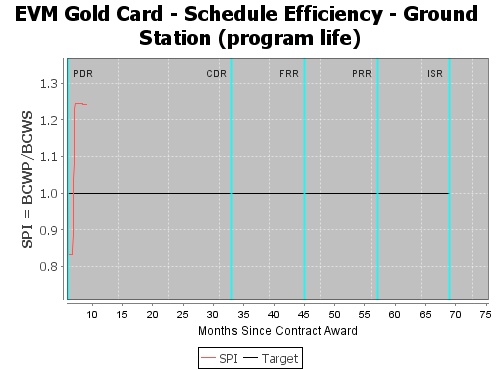 EVM Gold Card - Schedule Efficiency - Ground
Station (program life)
PDR CDR FRR PRR ISR
1.3
1.2
1.1
1.0
0.9
0.8
SPI = BCWP/BCWS
10 15 20 25 30 35 40 45 50 55 60 65 70 75
Months Since Contract Award
SPI Target